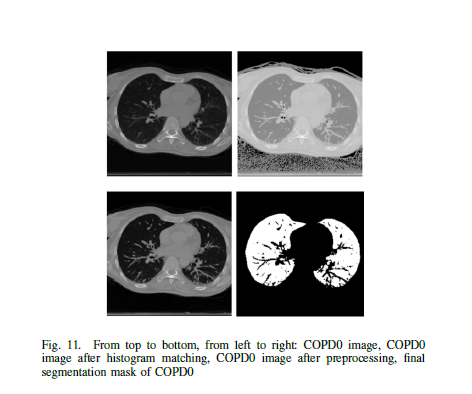 Fig. 11. From top to bottom, from left to right: COPD0 image, COPD0
image after histogram matching, COPD0 image after preprocessing, final
segmentation mask of COPD0